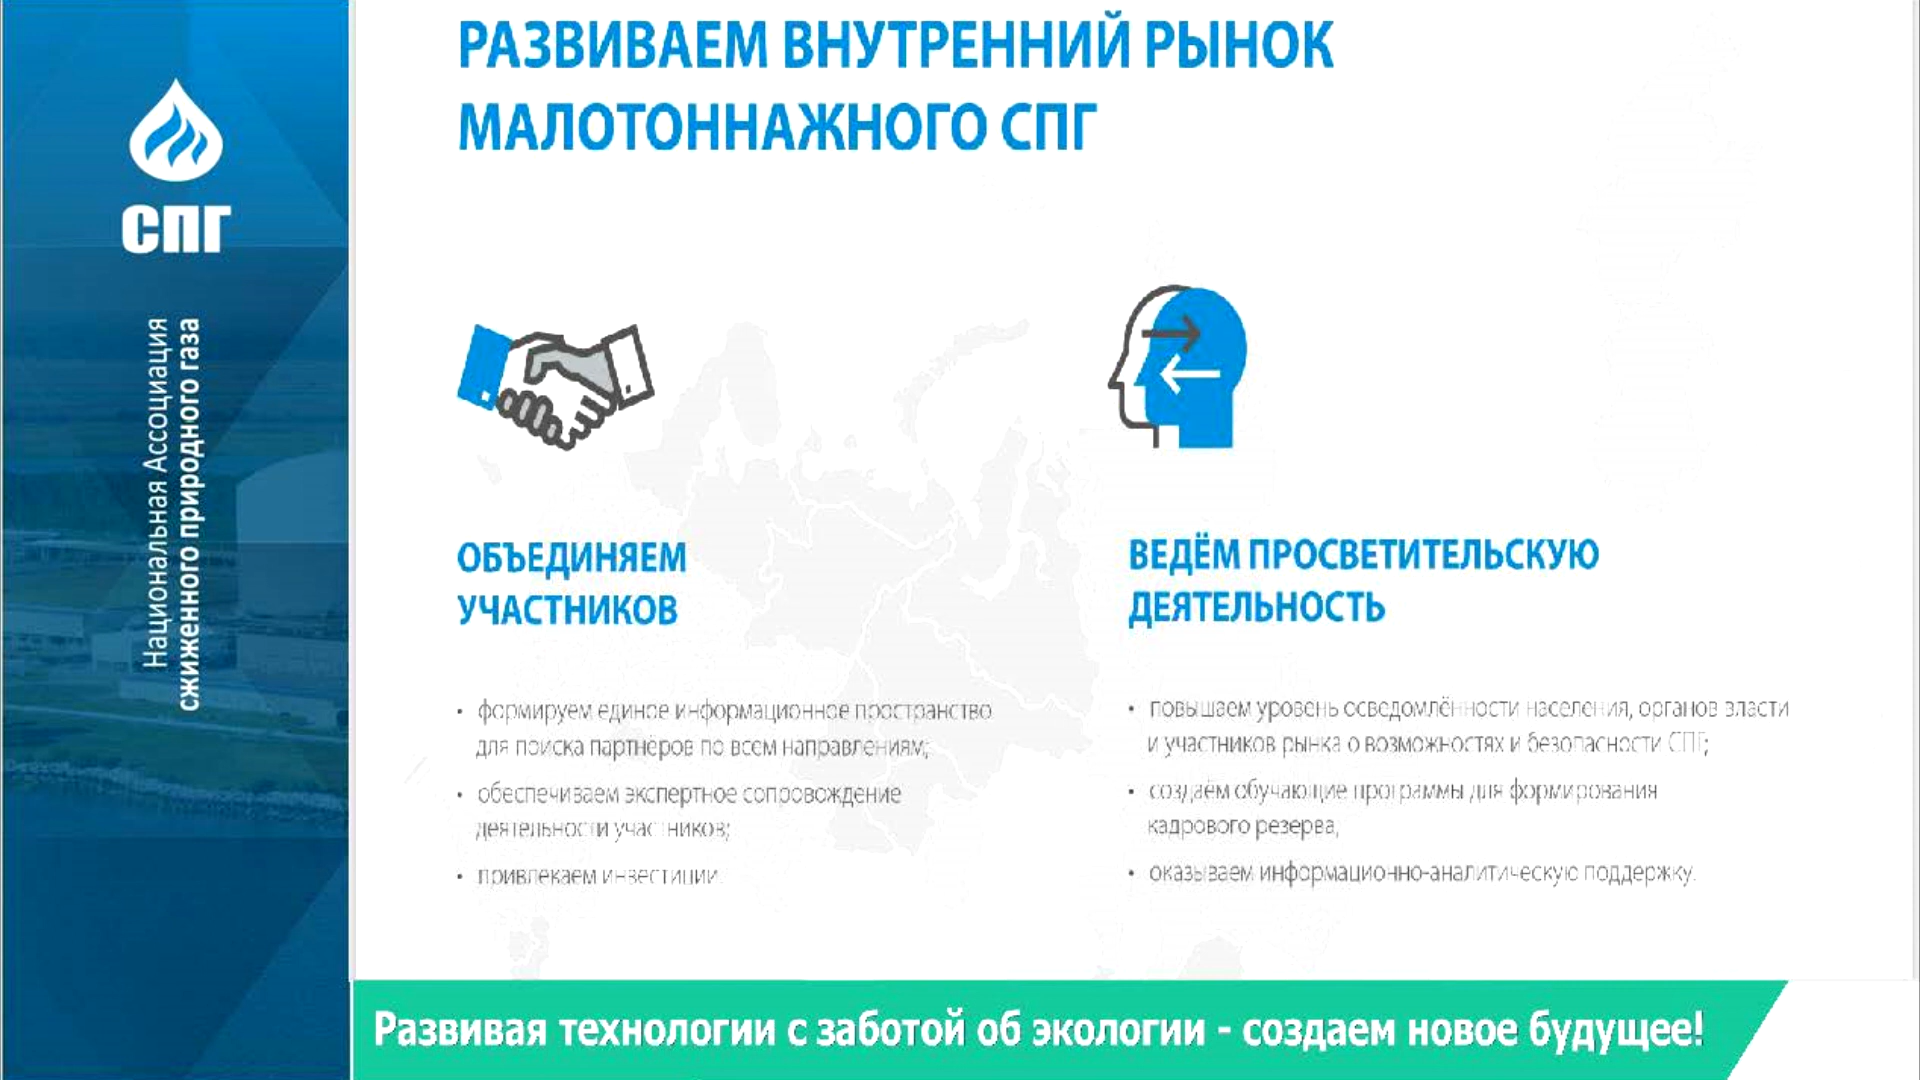 СПГ
Национальная Ассоциация
сжиженного природного газа
РАЗВИВАЕМ ВНУТРЕННИЙ РЫНОК
МАЛОТОННАЖНОГО СПГ
ОБЪЕДИНЯЕМ
УЧАСТНИКОВ
• формируем единое информационное пространство
для поиска партнёров по всем направлениям;
• обеспечиваем экспертное сопровождение
деятельности участников;
• привлекаем инвестиции.
ВЕДЁМ ПРОСВЕТИТЕЛЬСКУЮ
ДЕЯТЕЛЬНОСТЬ
• повышаем уровень осведомлённости населения, органов власти
и участников рынка о возможностях и безопасности СПГ;
• создаём обучающие программы для формирования
кадрового резерва;
• оказываем информационно-аналитическую поддержку.
Развивая технологии с заботой об экологии - создаем новое будущее!